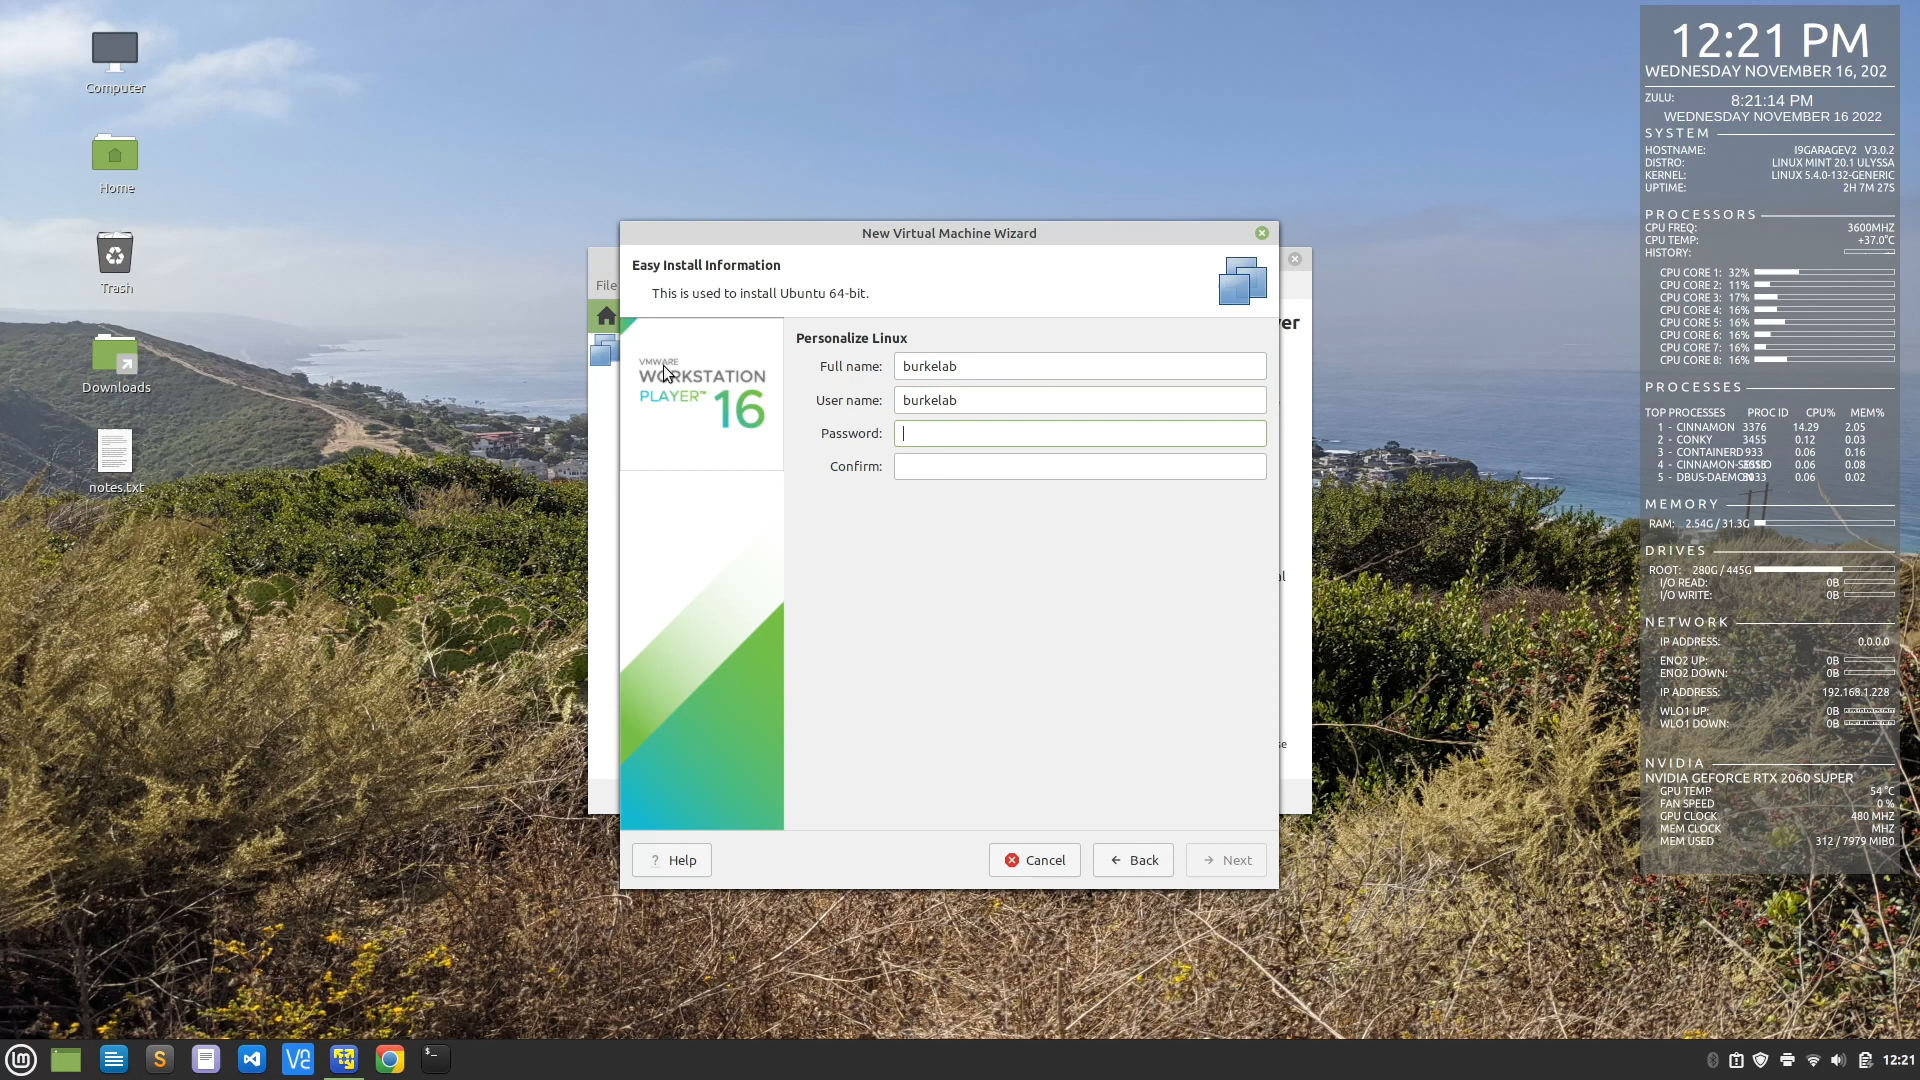 Computer
Home
Trash
Downloads
notes.txt
New Virtual Machine Wizard
Easy Install Information
This is used to install Ubuntu 64-bit.
File
er
VMWARE
WORKSTATION
PLAYER™ 16
Personalize Linux
Full name: burkelab
User name: burkelab
Password:
Confirm:
al
se
? Help
Cancel
Back
Next
12:21 PM
WEDNESDAY NOVEMBER 16, 202
ZULU: 8:21:14 PM
WEDNESDAY NOVEMBER 16 2022
SYSTEM
HOSTNAME: I9GARAGEV2 V3.0.2
DISTRO: LINUX MINT 20.1 ULYSSA
KERNEL: LINUX 5.4.0-132-GENERIC
UPTIME: 2H 7M 27S
PROCESSORS
CPU FREQ: 3600MHZ
CPU TEMP: +37.0°C
HISTORY:
CPU CORE 1: 32%
CPU CORE 2: 11%
CPU CORE 3: 17%
CPU CORE 4: 16%
CPU CORE 5: 16%
CPU CORE 6: 16%
CPU CORE 7: 16%
CPU CORE 8: 16%
PROCESSES
TOP PROCESSES PROC ID CPU% MEM%
1 - CINNAMON 3376 14.29 2.05
2 - CONKY 3455 0.12 0.03
3 - CONTAINERD 933 0.06 0.16
4 - 0.06 0.08
5 - 0.06 0.02
MEMORY
RAM: 2.54G / 31.3G
DRIVES
ROOT: 280G / 445G
I/O READ: 0B
I/O WRITE: 0B
NETWORK
IP ADDRESS: 0.0.0.0
ENO2 UP: 0B
ENO2 DOWN: 0B
IP ADDRESS: 192.168.1.228
WLO1 UP: 0B
WLO1 DOWN: 0B
NVIDIA
NVIDIA GEFORCE RTX 2060 SUPER
GPU TEMP 54 °C
FAN SPEED 0 %
GPU CLOCK 480 MHZ
MEM CLOCK MHZ
MEM USED 312 / 7979 MIB0
12:21